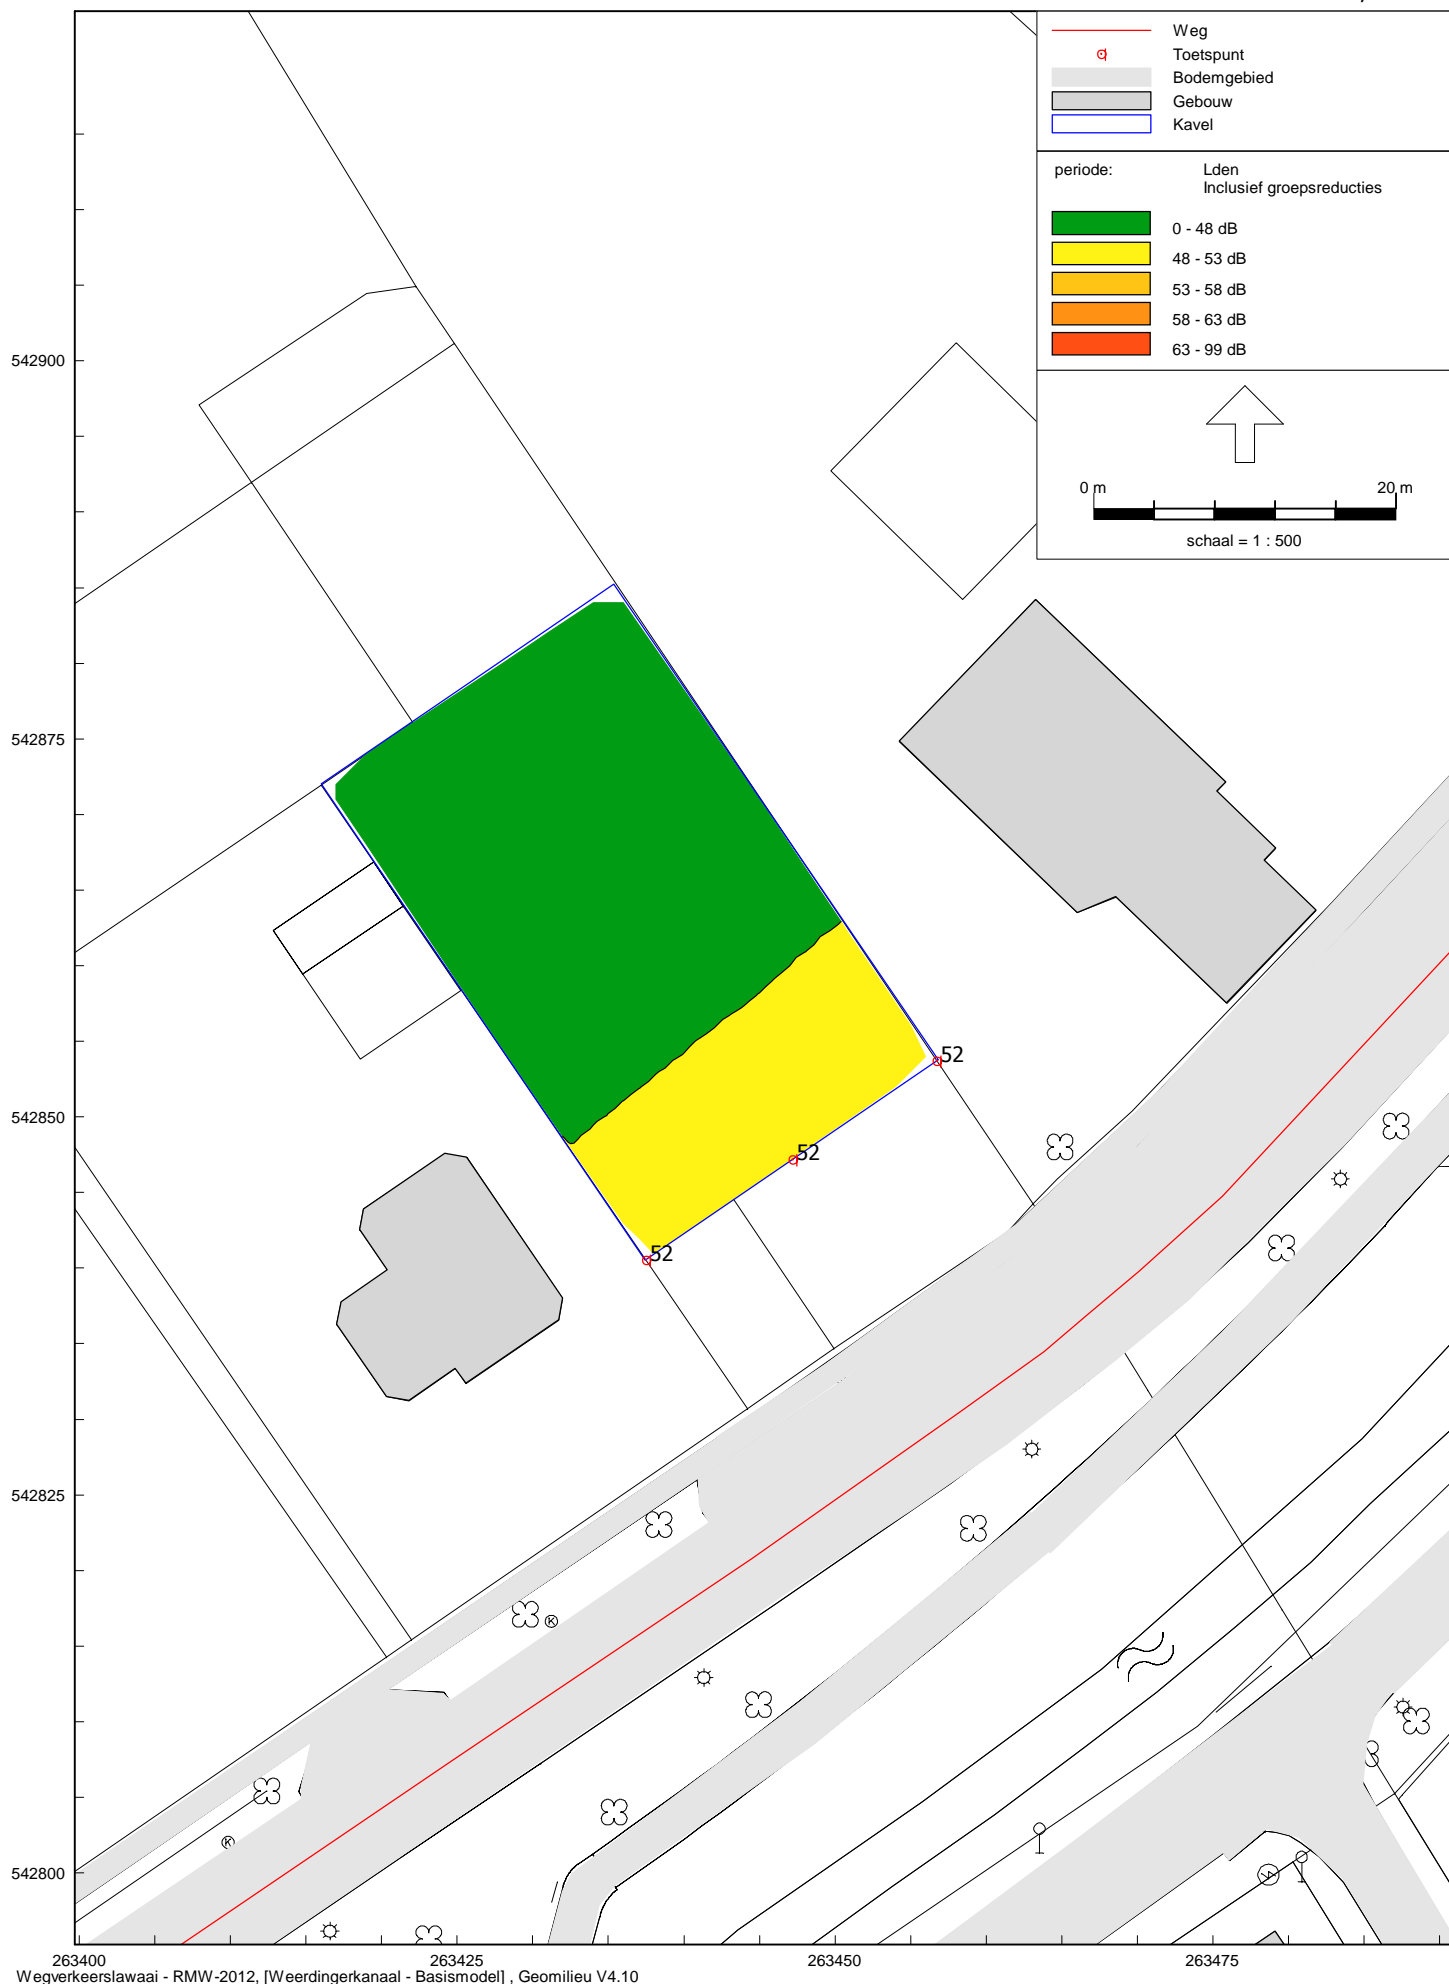 Weg
Toetspunt
Bodemgebied
Gebouw
Kavel
periode: Lden
Inclusief groepsreducties
0 - 48 dB
48 - 53 dB
53 - 58 dB
58 - 63 dB
63 - 99 dB
0 m 20 m
schaal = 1 : 500
542900
542875
542850
542825
542800
52
52
52
K
K
263400 263425 263450 263475
Wegverkeerslawaai - RMW-2012, [Weerdingerkanaal - Basismodel] , Geomilieu V4.10